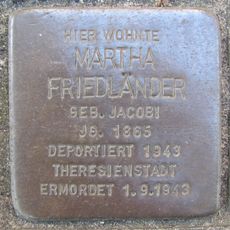 HIER WOHNTE
MARTHA
FRIEDLÄNDER
GEB. JACOBI
JG. 1865
DEPORTIERT 1943
THERESIENSTADT
ERMORDET 1.9.1943